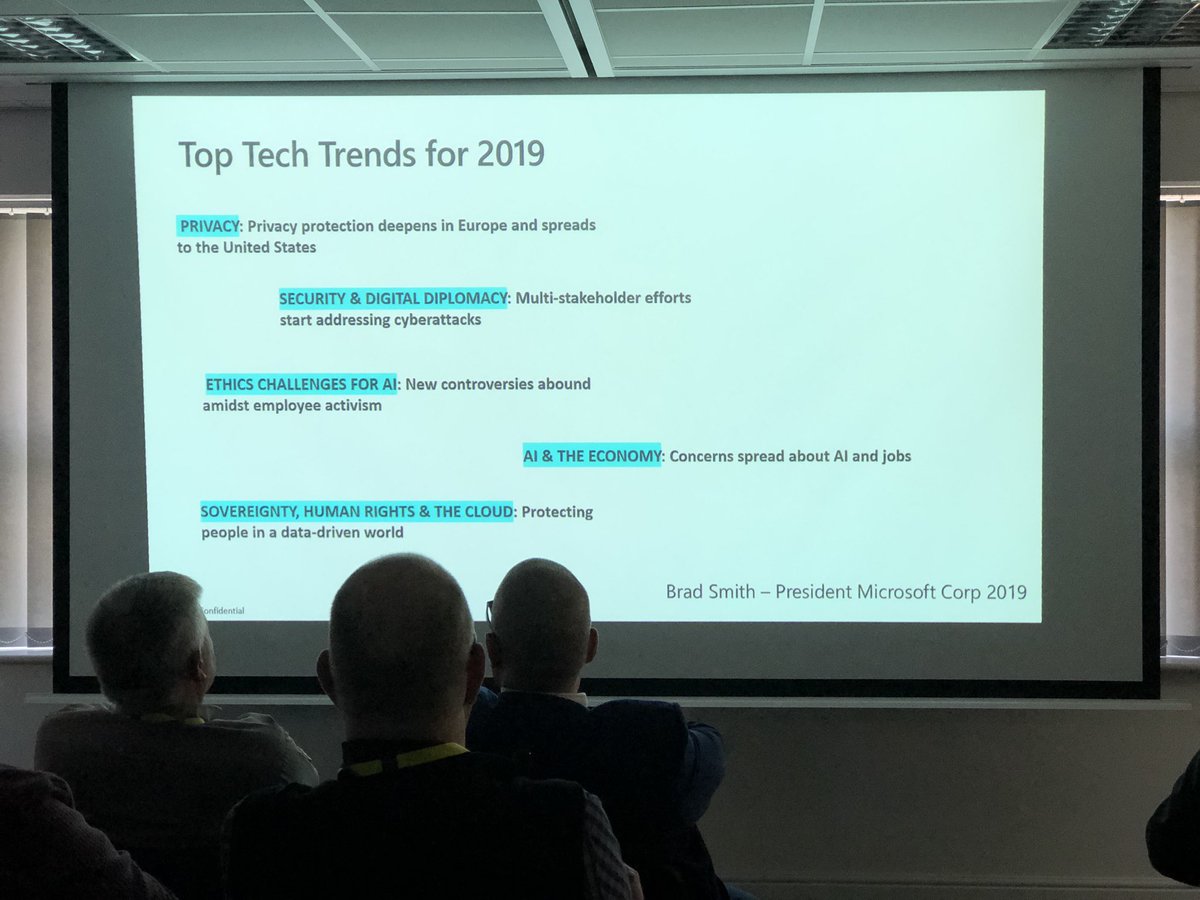 Top Tech Trends for 2019
PRIVACY: Privacy protection deepens in Europe and spreads
to the United States
SECURITY & DIGITAL DIPLOMACY: Multi-stakeholder efforts
start addressing cyberattacks
ETHICS CHALLENGES FOR AI: New controversies abound
amidst employee activism
AI & THE ECONOMY: Concerns spread about AI and jobs
SOVEREIGNTY, HUMAN RIGHTS & THE CLOUD: Protecting
people in a data-driven world
Brad Smith – President Microsoft Corp 2019